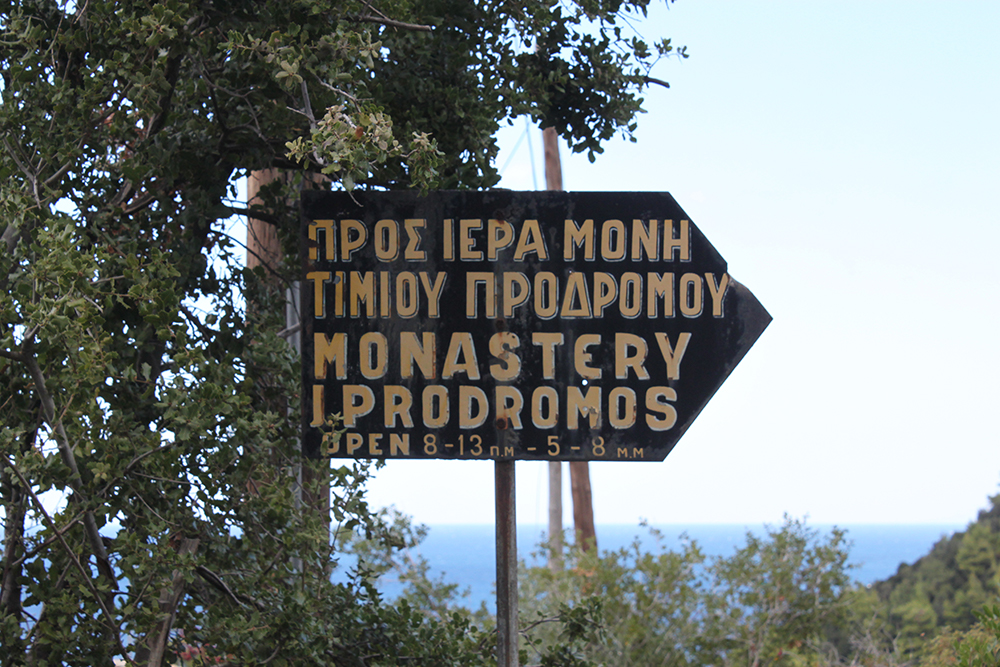 ΠΡΟΣ ΙΕΡΑ ΜΟΝΗ
ΤΙΜΙΟΥ ΠΡΟΔΡΟΜΟΥ
MONASTERY
J.PRODROMOS
OPEN 8-13 Π.Μ - 5 - 8 Μ.Μ